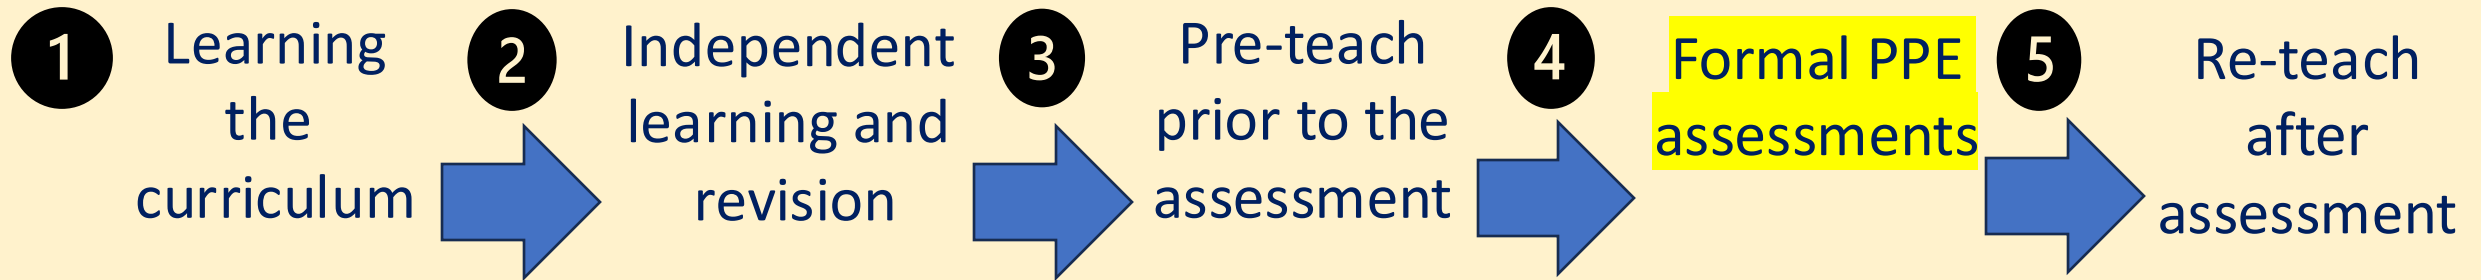 1
Learning
the
curriculum
2
Independent
learning and
revision
3
Pre-teach
prior to the
assessment
4
Formal PPE
assessments
5
Re-teach
after
assessment